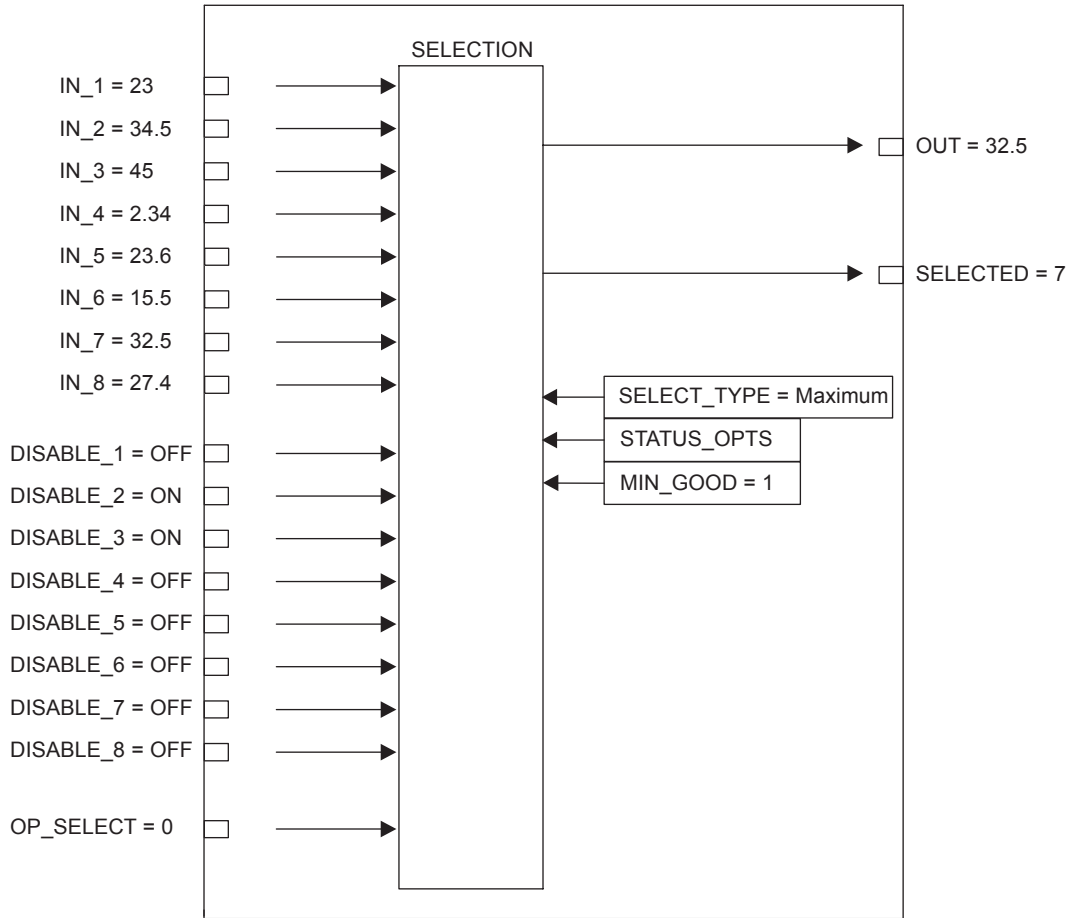 SELECTION
IN_1 = 23
IN_2 = 34.5
IN_3 = 45
IN_4 = 2.34
IN_5 = 23.6
IN_6 = 15.5
IN_7 = 32.5
IN_8 = 27.4
DISABLE_1 = OFF
DISABLE_2 = ON
DISABLE_3 = ON
DISABLE_4 = OFF
DISABLE_5 = OFF
DISABLE_6 = OFF
DISABLE_7 = OFF
DISABLE_8 = OFF
OP_SELECT = 0
OUT = 32.5
SELECTED = 7
SELECT_TYPE = Maximum
STATUS_OPTS
MIN_GOOD = 1